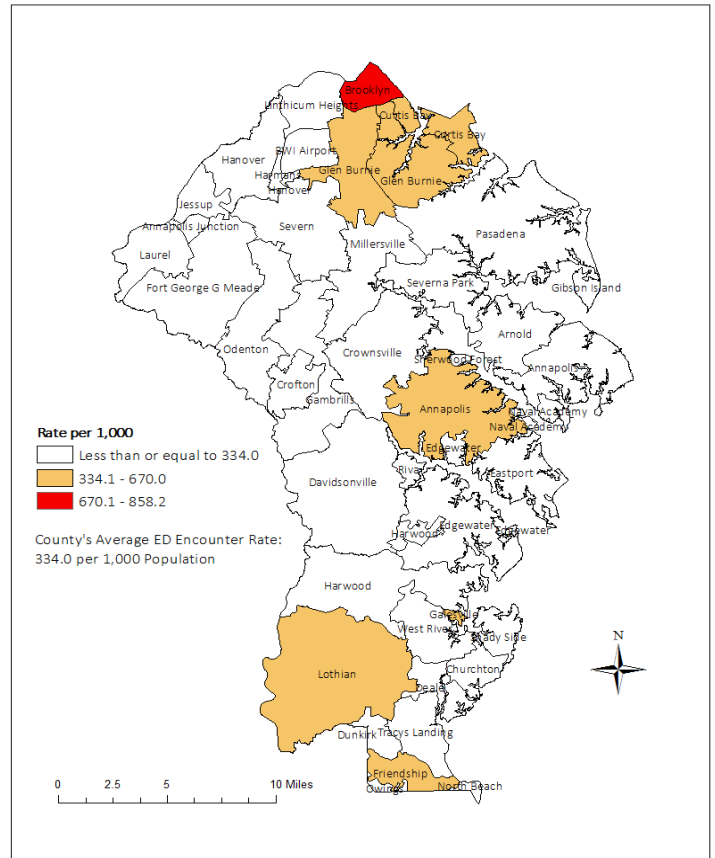 Brooklyn
Linthicum Heights
Curtis Bay
Curtis Bay
BWI Airport
Hanover
Glen Burnie
Harmans
Glen Burnie
Hanover
Jessup
Annapolis Junction
Severn
Pasadena
Millersville
Laurel
Severna Park
Fort George G Meade
Gibson Island
Arnold
Odenton
Crownsville
Sherwood Forest
Annapolis
Crofton
Gambrills
Annapolis
Naval Academy
Naval Academy
Rate per 1,000
Less than or equal to 334.0
334.1 - 670.0
670.1 - 858.2
County's Average ED Encounter Rate:
334.0 per 1,000 Population
Edgewater
Riva
Eastport
Davidsonville
Edgewater
Edgewater
Harwood
Harwood
Galesville
West River
Shady Side
N
Churchton
Lothian
Deale
Dunkirk
Tracys Landing
Friendship
Owings
North Beach
0 2.5 5 10 Miles